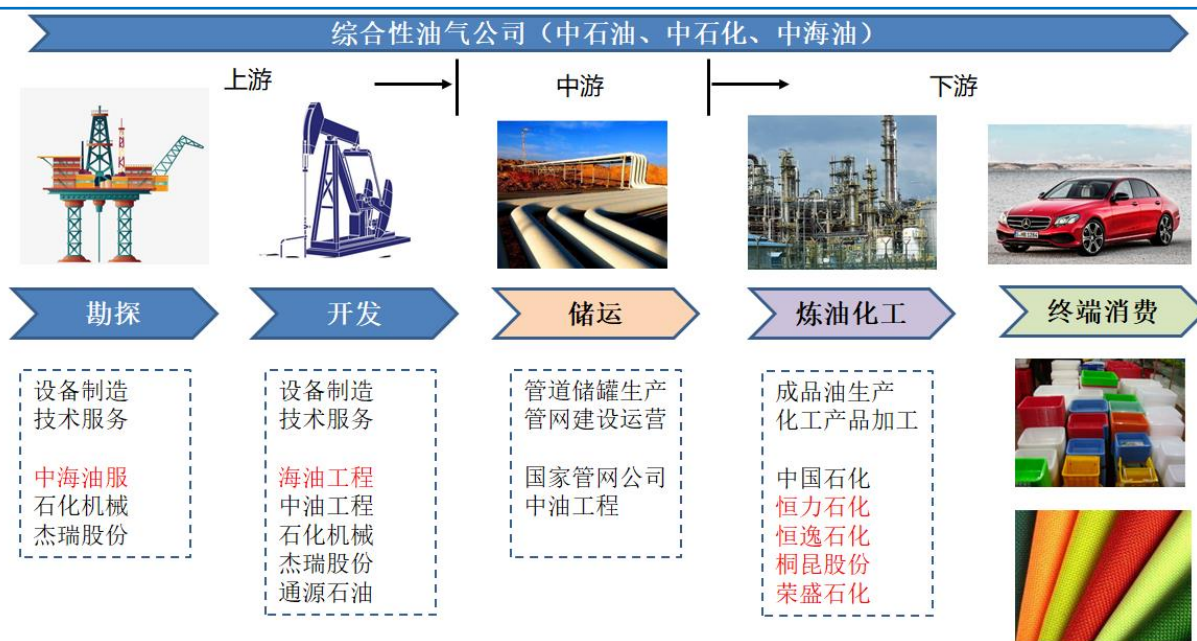 综合性油气公司（中石油、中石化、中海油）
上游
中游
下游
勘探
开发
储运
炼油化工
终端消费
设备制造
技术服务
中海油服
石化机械
杰瑞股份
设备制造
技术服务
海油工程
中油工程
石化机械
杰瑞股份
通源石油
管道储罐生产
管网建设运营
国家管网公司
中油工程
成品油生产
化工产品加工
中国石化
恒力石化
恒逸石化
桐昆股份
荣盛石化